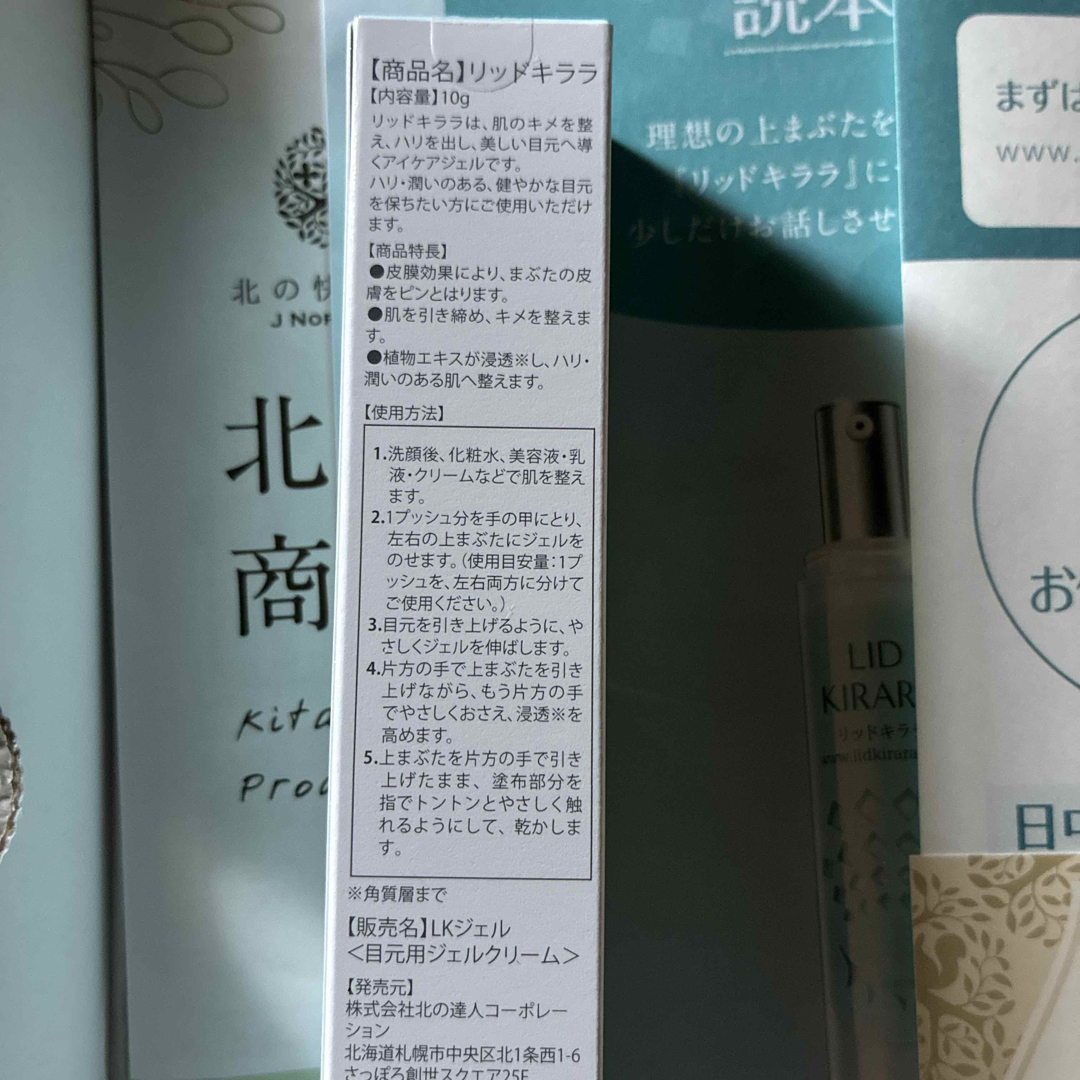 【商品名】リッドキララ
【内容量】10g
リッドキララは、肌のキメを整
え、ハリを出し、美しい目元へ導
くアイケアジェルです。
ハリ・潤いのある、健やかな目元
を保ちたい方にご使用いただけ
ます。
【商品特長】
●皮膜効果により、まぶたの皮
膚をピンとはります。
●肌を引き締め、キメを整えま
す。
●植物エキスが浸透※し、ハリ・
潤いのある肌へ整えます。
【使用方法】
1.洗顔後、化粧水、美容液・乳
液・クリームなどで肌を整え
ます。
2.1プッシュ分を手の甲にとり、
左右の上まぶたにジェルを
のせます。(使用目安量:1プ
ッシュを、左右両方に分けて
ご使用ください。)
3.目元を引き上げるように、や
さしくジェルを伸ばします。
4.片方の手で上まぶたを引き
上げながら、もう片方の手
でやさしくおさえ、浸透※を
高めます。
5.上まぶたを片方の手で引き
上げたまま、塗布部分を
指でトントンとやさしく触
れるようにして、乾かしま
す。
※角質層まで
【販売名】LKジェル
<目元用ジェルクリーム>
【発売元】
株式会社北の達人コーポレー
ション
北海道札幌市中央区北1条西1-6
さっぽろ創世スクエア25F
北の快
J NOR
北
商
Kita
Prod
読本
理想の上まぶたを
『リッドキララ』に
少しだけお話しさせ
LID
KIRAR
リッドキララ
www.lidkirara
まずは
www.
お
日中